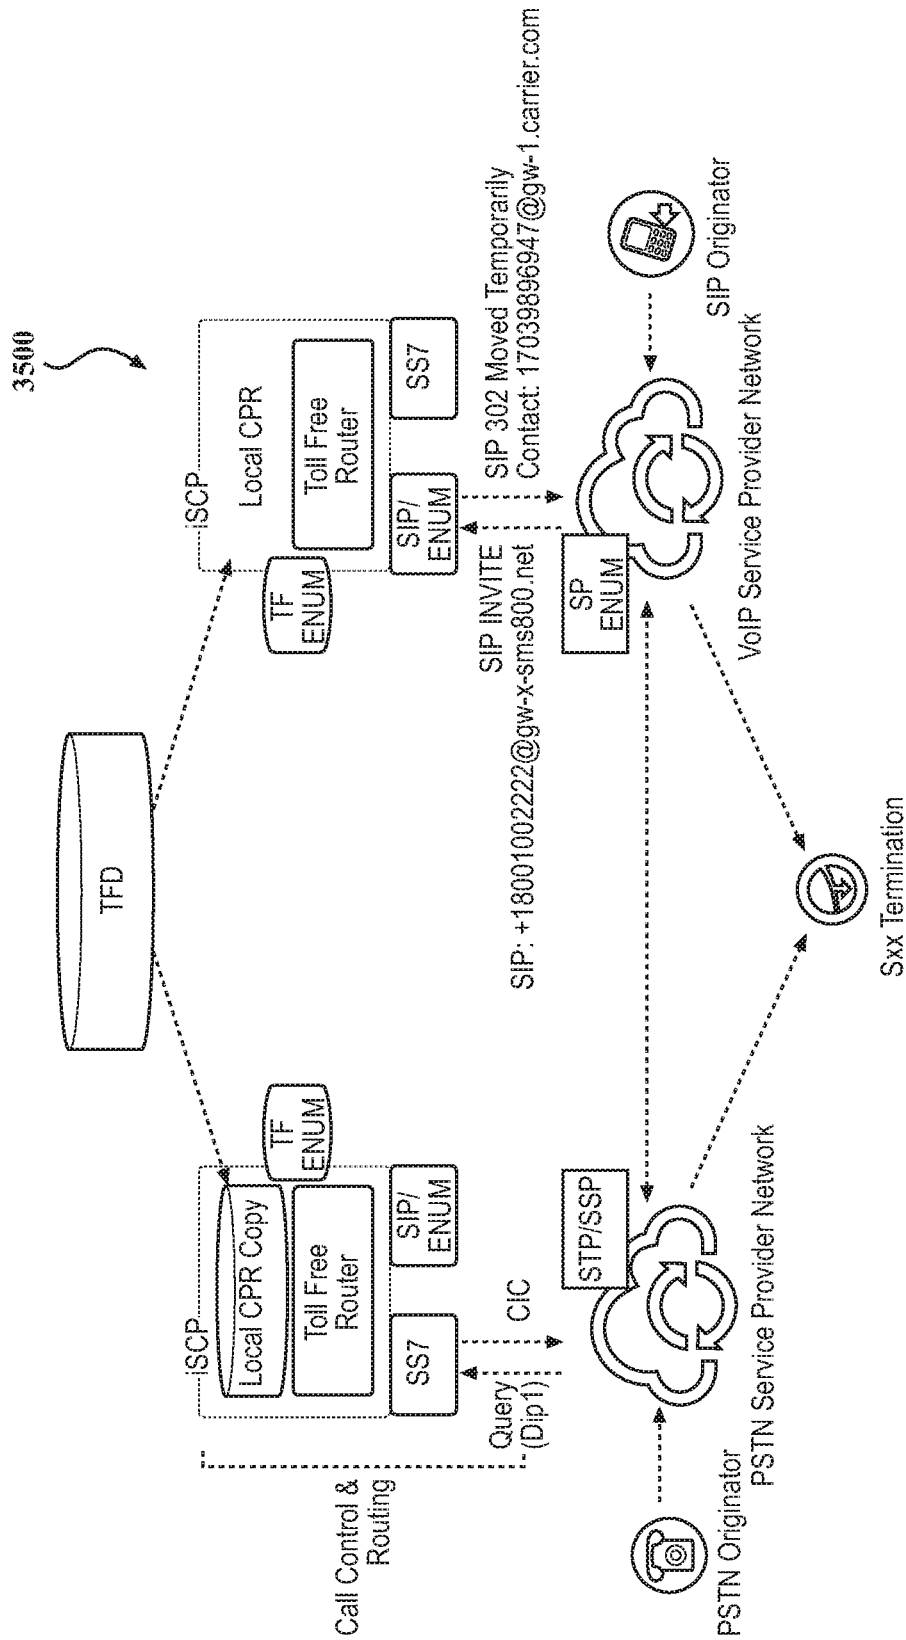 3500
TFD
iSCP
Local CPR Copy
Toll Free
Router
TF
ENUM
SS7
SIP/
ENUM
iSCP
Local CPR
Toll Free
Router
TF
ENUM
SIP/
ENUM
SS7
Call Control &
Routing
Query
(Dip1)
CIC
SIP INVITE
SIP: +18001002222@gw-x-sms800.net
SIP 302 Moved Temporarily
Contact: 17039896947@gw-1.carrier.com
STP/SSP
SP
ENUM
PSTN Originator
PSTN Service Provider Network
VoIP Service Provider Network
SIP Originator
Sxx Termination